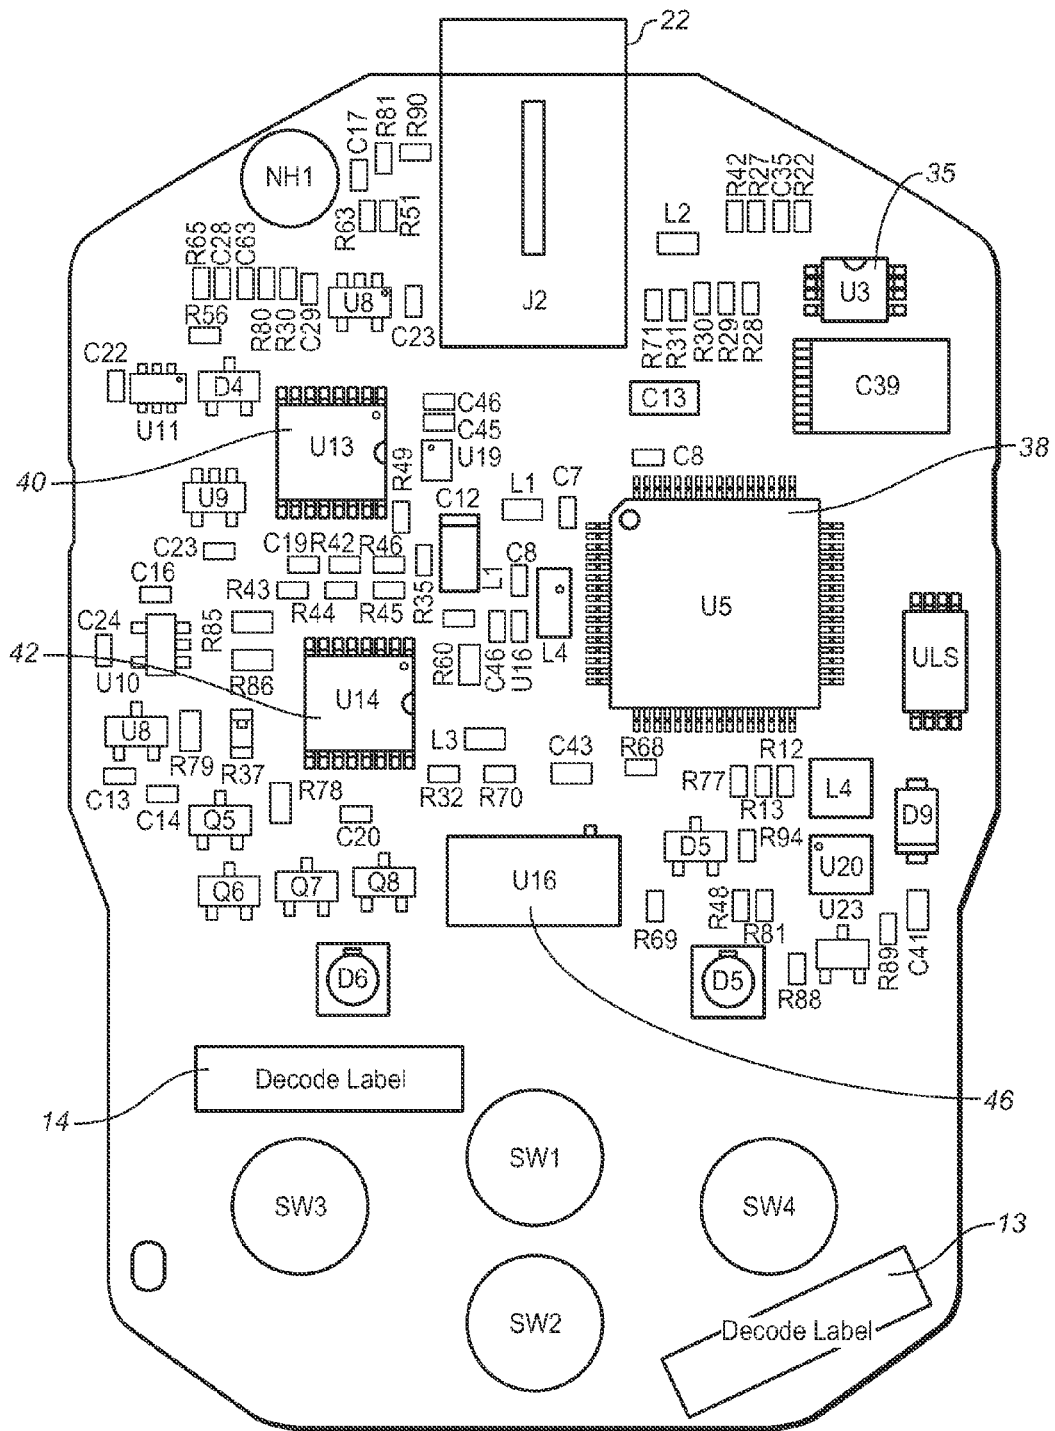 22
C17
R81
R90
NH1
R63
R51
R42
R27
C35
R22
35
L2
R65
C28
C63
U8
U3
R56
R80
R30
C29
C23
J2
R71
R31
R30
R29
R28
C22
D4
C46
C13
C39
U11
C45
40
U13
U19
R49
C8
38
U9
C12
L1
C7
C23
C19
R42
R46
C8
C16
R43
R44
R45
R35
L1
U5
C24
R85
42
U10
R86
U14
R60
C46
U16
L4
ULS
U8
R79
R37
L3
C43
R68
R12
C13
C14
R78
R32
R70
R77
R13
L4
Q5
C20
D5
R94
D9
U20
Q6
Q7
Q8
U16
R69
R48
R81
U23
R89
C41
D6
D5
R88
14
Decode Label
46
SW1
SW3
SW4
13
SW2
Decode Label